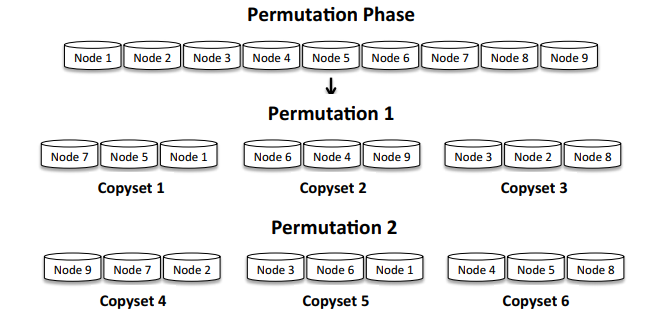 Permutation Phase
Node 1 Node 2 Node 3 Node 4 Node 5 Node 6 Node 7 Node 8 Node 9
Permutation 1
Node 7 Node 5 Node 1 Node 6 Node 4 Node 9 Node 3 Node 2 Node 8
Copyset 1 Copyset 2 Copyset 3
Permutation 2
Node 9 Node 7 Node 2 Node 3 Node 6 Node 1 Node 4 Node 5 Node 8
Copyset 4 Copyset 5 Copyset 6